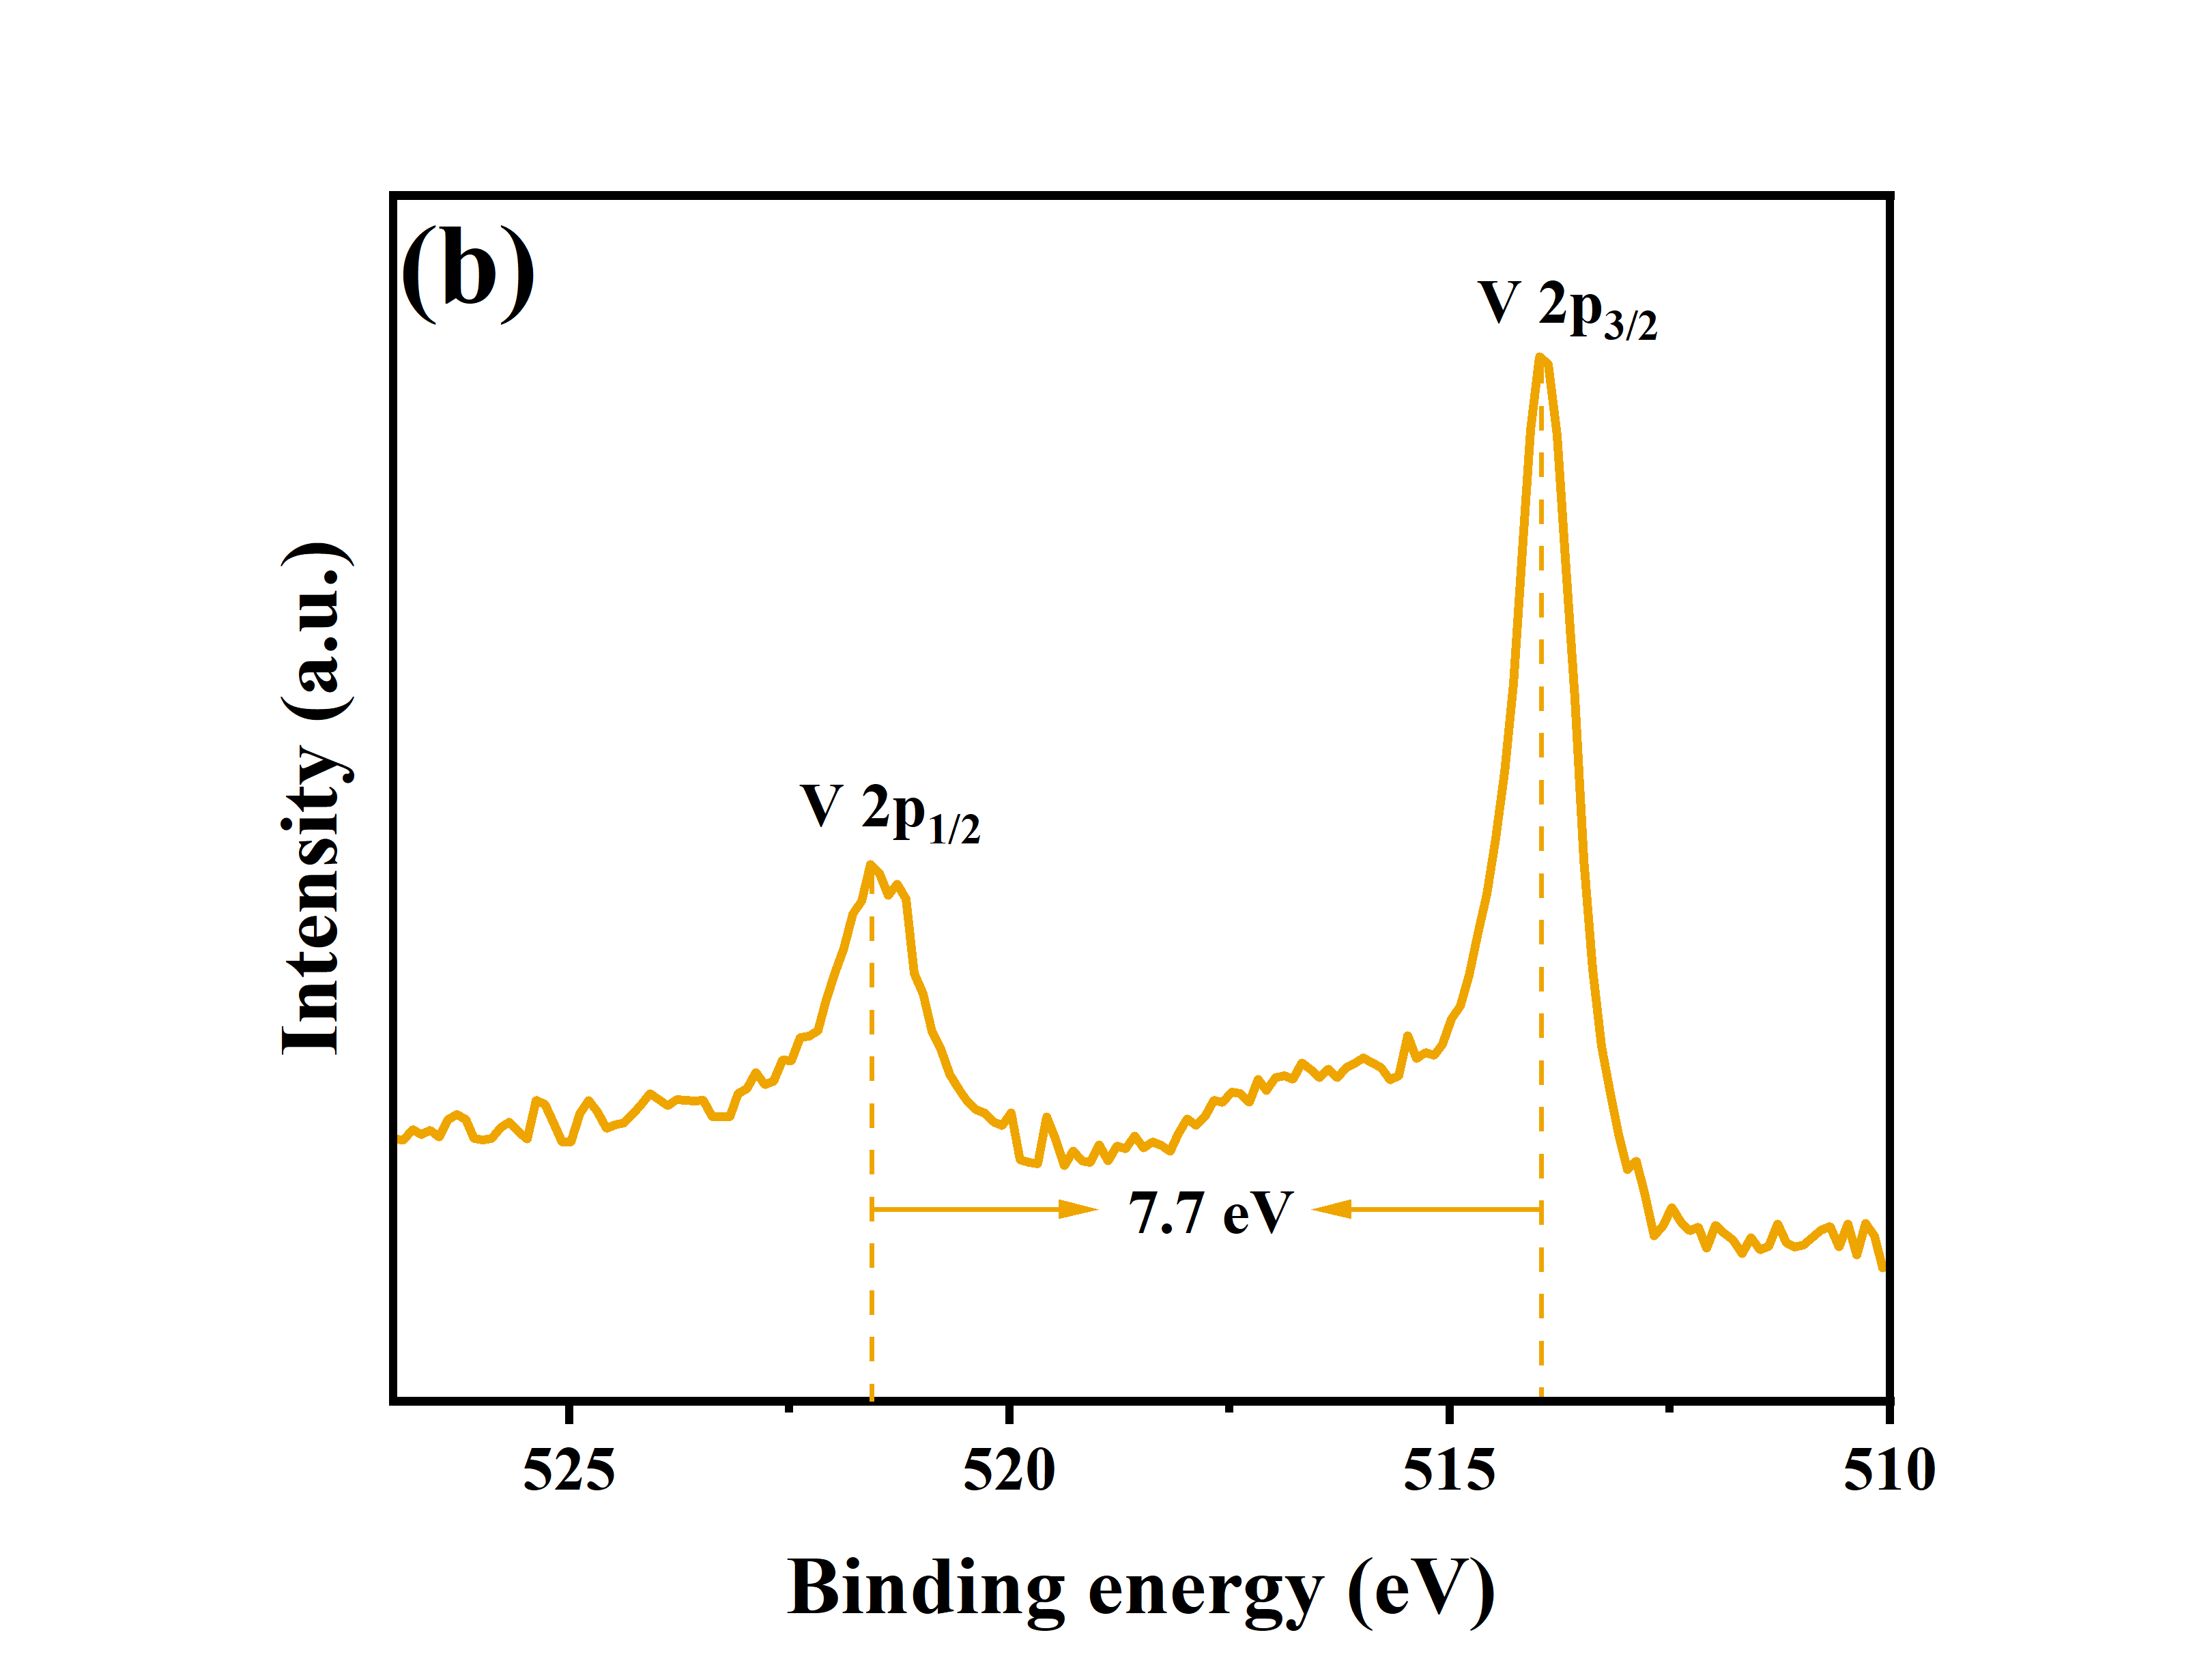 (b)
V 2p3/2
V 2p1/2
7.7 eV
Intensity (a.u.)
525 520 515 510
Binding energy (eV)